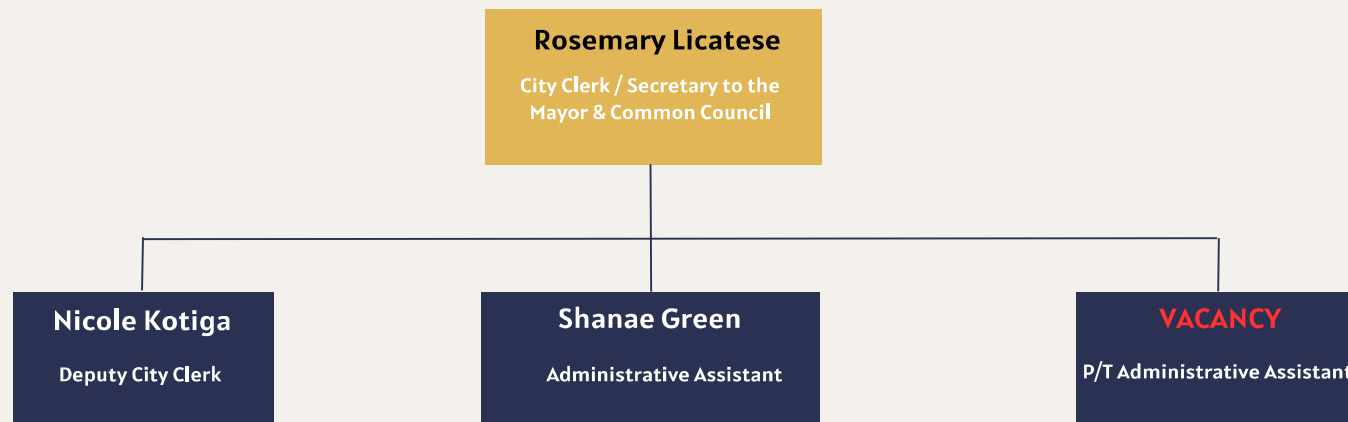 Rosemary Licatese
City Clerk / Secretary to the
Mayor & Common Council
Nicole Kotiga
Deputy City Clerk
Shanae Green
Administrative Assistant
VACANCY
P/T Administrative Assistant